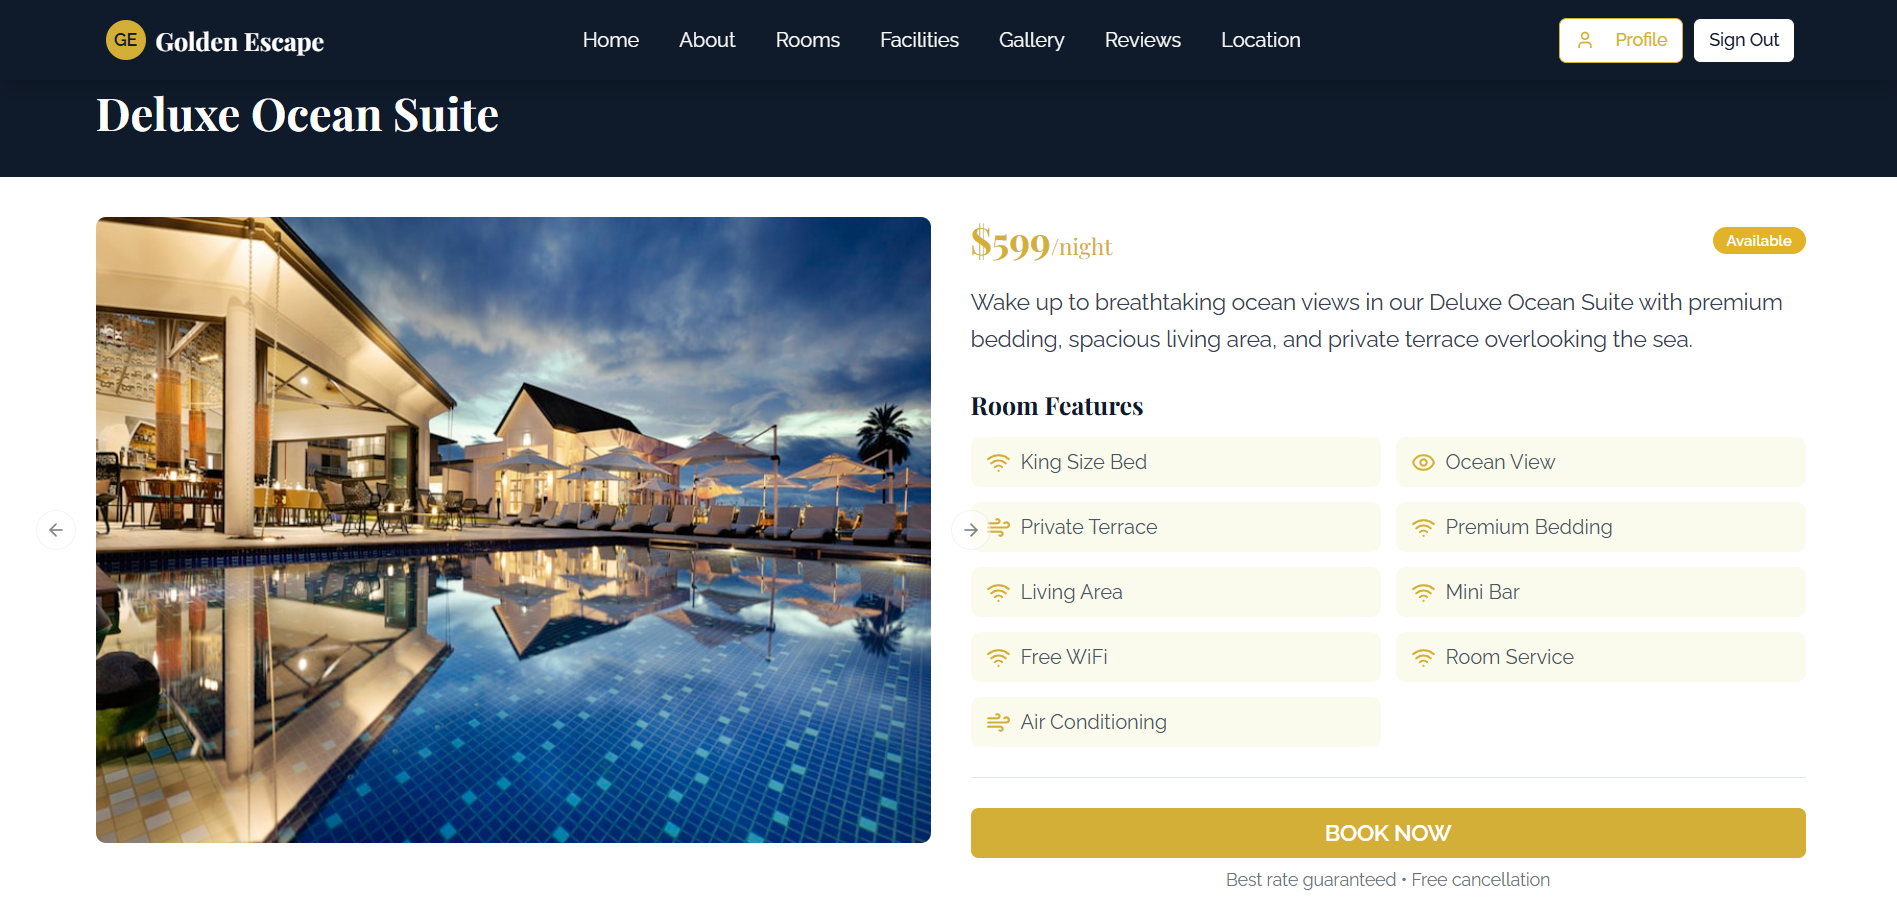 GE Golden Escape
Home About Rooms Facilities Gallery Reviews Location
Profile Sign Out
Deluxe Ocean Suite
$599/night
Available
Wake up to breathtaking ocean views in our Deluxe Ocean Suite with premium
bedding, spacious living area, and private terrace overlooking the sea.
Room Features
King Size Bed
Ocean View
Private Terrace
Premium Bedding
Living Area
Mini Bar
Free WiFi
Room Service
Air Conditioning
BOOK NOW
Best rate guaranteed • Free cancellation